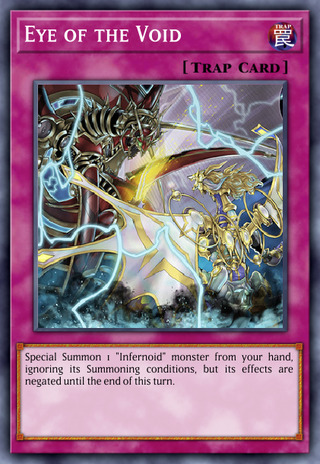 Eye of the Void
TRAP
罠
[Trap Card]
Special Summon 1 "Infernoid" monster from your hand,
ignoring its Summoning conditions, but its effects are
negated until the end of this turn.